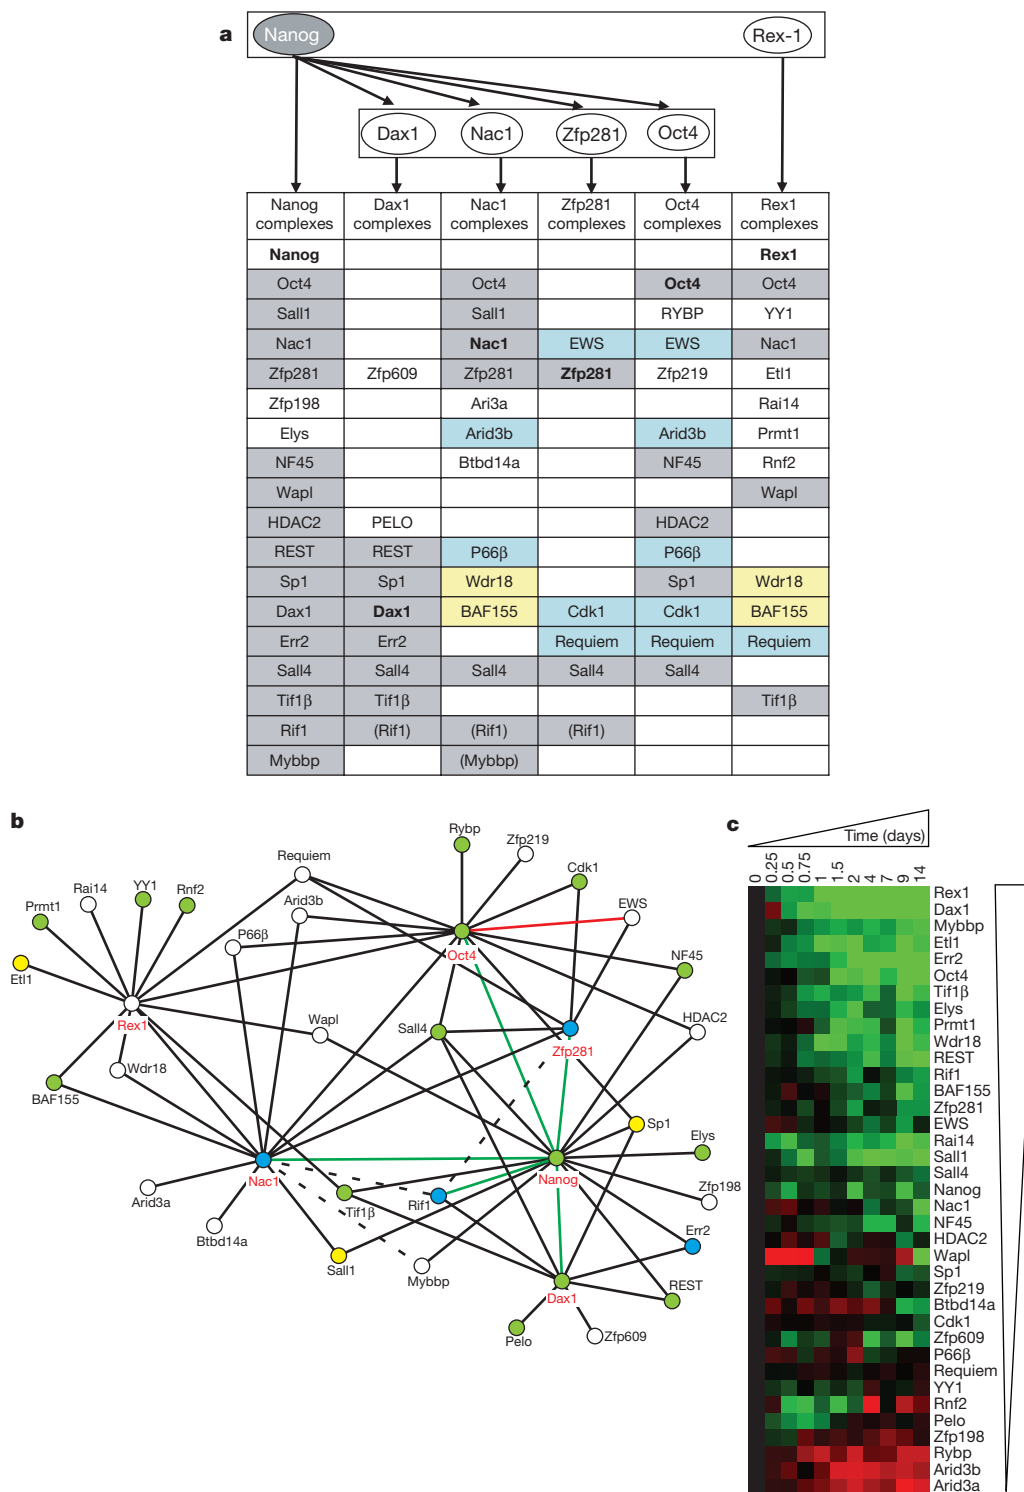 a
Nanog
Rex-1
Dax1 Nac1 Zfp281 Oct4
Nanog complexes Dax1 complexes Nac1 complexes Zfp281 complexes Oct4 complexes Rex1 complexes
Nanog Rex1
Oct4 Oct4 Oct4 Oct4
Sall1 Sall1 RYBP YY1
Nac1 Nac1 EWS EWS Nac1
Zfp281 Zfp609 Zfp281 Zfp281 Zfp219 Etl1
Zfp198 Ari3a Rai14
Elys Arid3b Arid3b Prmt1
NF45 Btbd14a NF45 Rnf2
Wapl Wapl
HDAC2 PELO HDAC2
REST REST P66β P66β
Sp1 Sp1 Wdr18 Sp1 Wdr18
Dax1 Dax1 BAF155 Cdk1 Cdk1 BAF155
Err2 Err2 Requiem Requiem Requiem
Sall4 Sall4 Sall4 Sall4 Sall4
Tif1β Tif1β Tif1β
Rif1 (Rif1) (Rif1) (Rif1)
Mybbp (Mybbp)
b
Rybp
Zfp219
Requiem
Cdk1
Rai14
YY1
Rnf2
Prmt1
Arid3b
EWS
P66β
Oct4
Etl1
NF45
Rex1
Wapl
Sall4
HDAC2
Zfp281
Wdr18
BAF155
Sp1
Elys
Nac1
Nanog
Arid3a
Tif1β
Rif1
Zfp198
Btbd14a
Err2
Sall1
Mybbp
Dax1
REST
Pelo
Zfp609
c
Time (days)
0
0.25
0.5
0.75
1
1.5
2
4
7
9
14
Rex1
Dax1
Mybbp
Etl1
Err2
Oct4
Tif1β
Elys
Prmt1
Wdr18
REST
Rif1
BAF155
Zfp281
EWS
Rai14
Sall1
Sall4
Nanog
Nac1
NF45
HDAC2
Wapl
Sp1
Zfp219
Btbd14a
Cdk1
Zfp609
P66β
Requiem
YY1
Rnf2
Pelo
Zfp198
Rybp
Arid3b
Arid3a